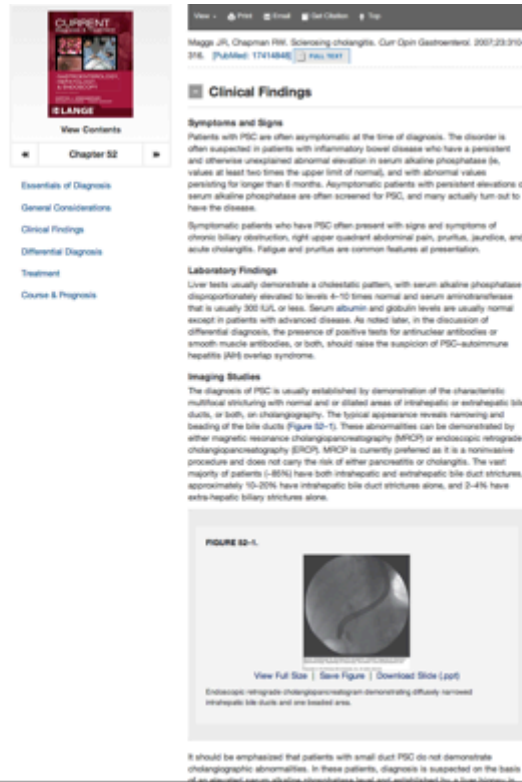 CURRENT
GASTROENTEROLOGY,
HEPATOLOGY,
& ENDOSCOPY
LANGE
View Contents
«
Chapter 52
»
Essentials of Diagnosis
General Considerations
Clinical Findings
Differential Diagnosis
Treatment
Course & Prognosis
View
Print
Email
Get Citation
Top
Maggs JR, Chapman RW. Sclerosing cholangitis. Curr Opin Gastroenterol. 2007;23:310-
316. [PubMed: 17414848] FULL TEXT
Clinical Findings
Symptoms and Signs
Patients with PSC are often asymptomatic at the time of diagnosis. The disorder is
often suspected in patients with inflammatory bowel disease who have a persistent
and otherwise unexplained abnormal elevation in serum alkaline phosphatase (ie,
values at least two times the upper limit of normal), and with abnormal values
persisting for longer than 6 months. Asymptomatic patients with persistent elevations o
serum alkaline phosphatase are often screened for PSC, and many actually turn out to
have the disease.
Symptomatic patients who have PSC often present with signs and symptoms of
chronic biliary obstruction, right upper quadrant abdominal pain, pruritus, jaundice, and
acute cholangitis. Fatigue and pruritus are common features at presentation.
Laboratory Findings
Liver tests usually demonstrate a cholestatic pattern, with serum alkaline phosphatase
disproportionately elevated to levels 4–10 times normal and serum aminotransferase
that is usually 300 IU/L or less. Serum albumin and globulin levels are usually normal
except in patients with advanced disease. As noted later, in the discussion of
differential diagnosis, the presence of positive tests for antinuclear antibodies or
smooth muscle antibodies, or both, should raise the suspicion of PSC–autoimmune
hepatitis (AIH) overlap syndrome.
Imaging Studies
The diagnosis of PSC is usually established by demonstration of the characteristic
multifocal stricturing with normal and or dilated areas of intrahepatic or extrahepatic bile
ducts, or both, on cholangiography. The typical appearance reveals narrowing and
beading of the bile ducts (Figure 52–1). These abnormalities can be demonstrated by
either magnetic resonance cholangiopancreatography (MRCP) or endoscopic retrograde
cholangiopancreatography (ERCP). MRCP is currently preferred as it is a noninvasive
procedure and does not carry the risk of either pancreatitis or cholangitis. The vast
majority of patients (~85%) have both intrahepatic and extrahepatic bile duct strictures,
approximately 10–20% have intrahepatic bile duct strictures alone, and 2–4% have
extra-hepatic biliary strictures alone.
FIGURE 52–1.
View Full Size | Save Figure | Download Slide (.ppt)
Endoscopic retrograde cholangiopancreatogram demonstrating diffusely narrowed
intrahepatic bile ducts and one beaded area.
It should be emphasized that patients with small duct PSC do not demonstrate
cholangiographic abnormalities. In these patients, diagnosis is suspected on the basis
of an elevated serum alkaline phosphatase level and established by a liver biopsy in